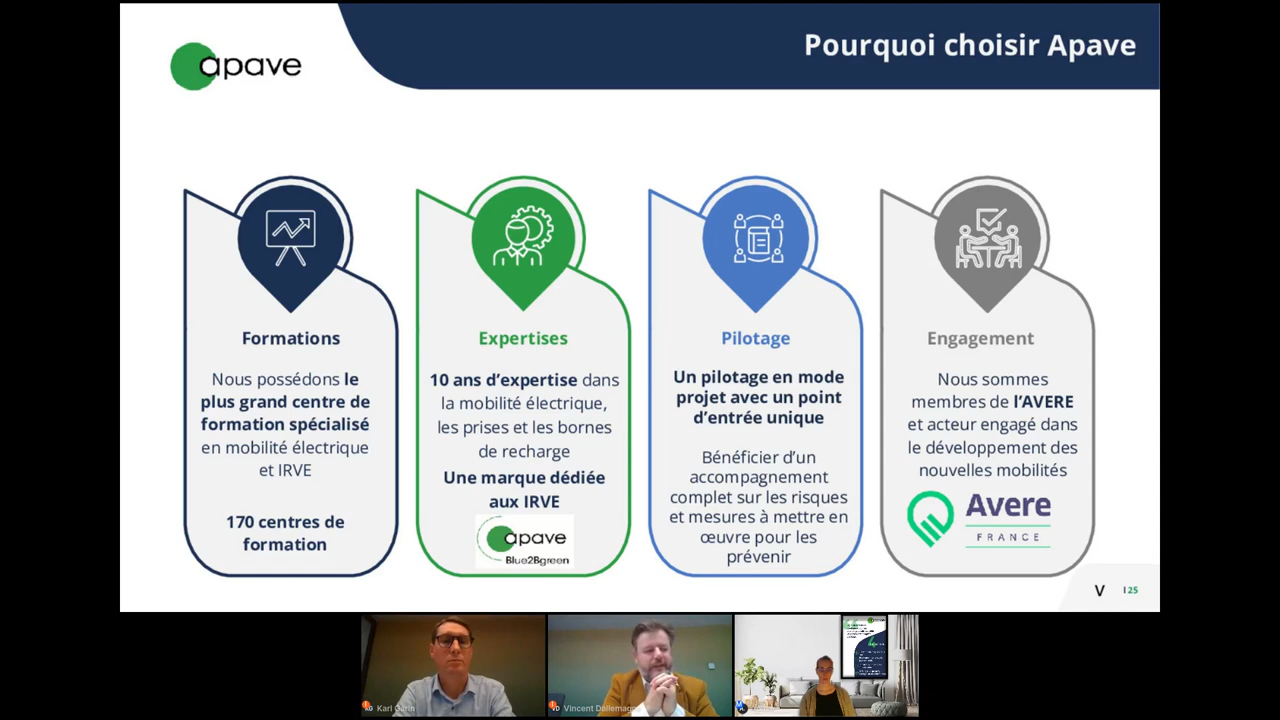 apave
Pourquoi choisir Apave
Formations
Nous possédons le
plus grand centre de
formation spécialisé
en mobilité électrique
et IRVE
170 centres de
formation
Expertises
10 ans d’expertise dans
la mobilité électrique,
les prises et les bornes
de recharge
Une marque dédiée
aux IRVE
apave
Blue2Bgreen
Pilotage
Un pilotage en mode
projet avec un point
d’entrée unique
Bénéficier d’un
accompagnement
complet sur les risques
et mesures à mettre en
œuvre pour les
prévenir
Engagement
Nous sommes
membres de l’AVERE
et acteur engagé dans
le développement des
nouvelles mobilités
Avere
FRANCE
V
25
Karl Garin
VD Vincent Dallemagne